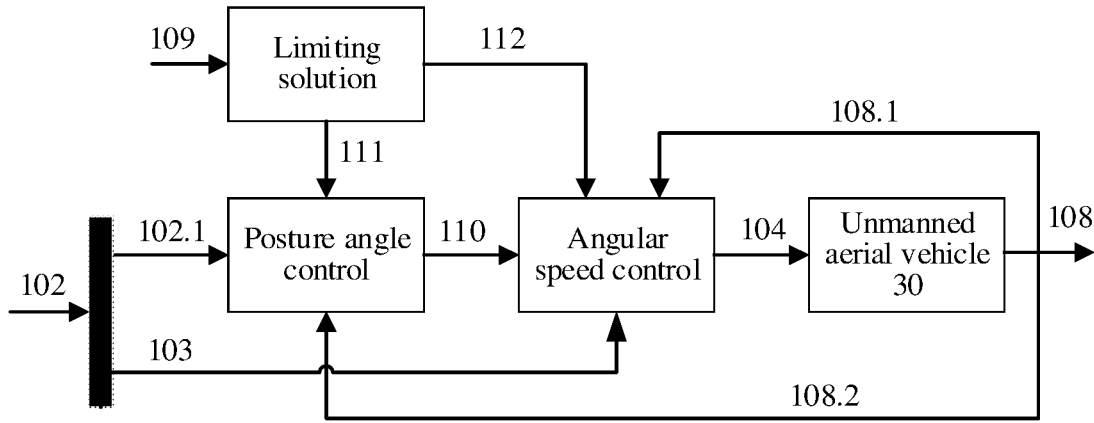 109
Limiting
solution
112
108.1
111
102.1
Posture angle
control
110
Angular
speed control
104
Unmanned
aerial vehicle
30
108
102
103
108.2